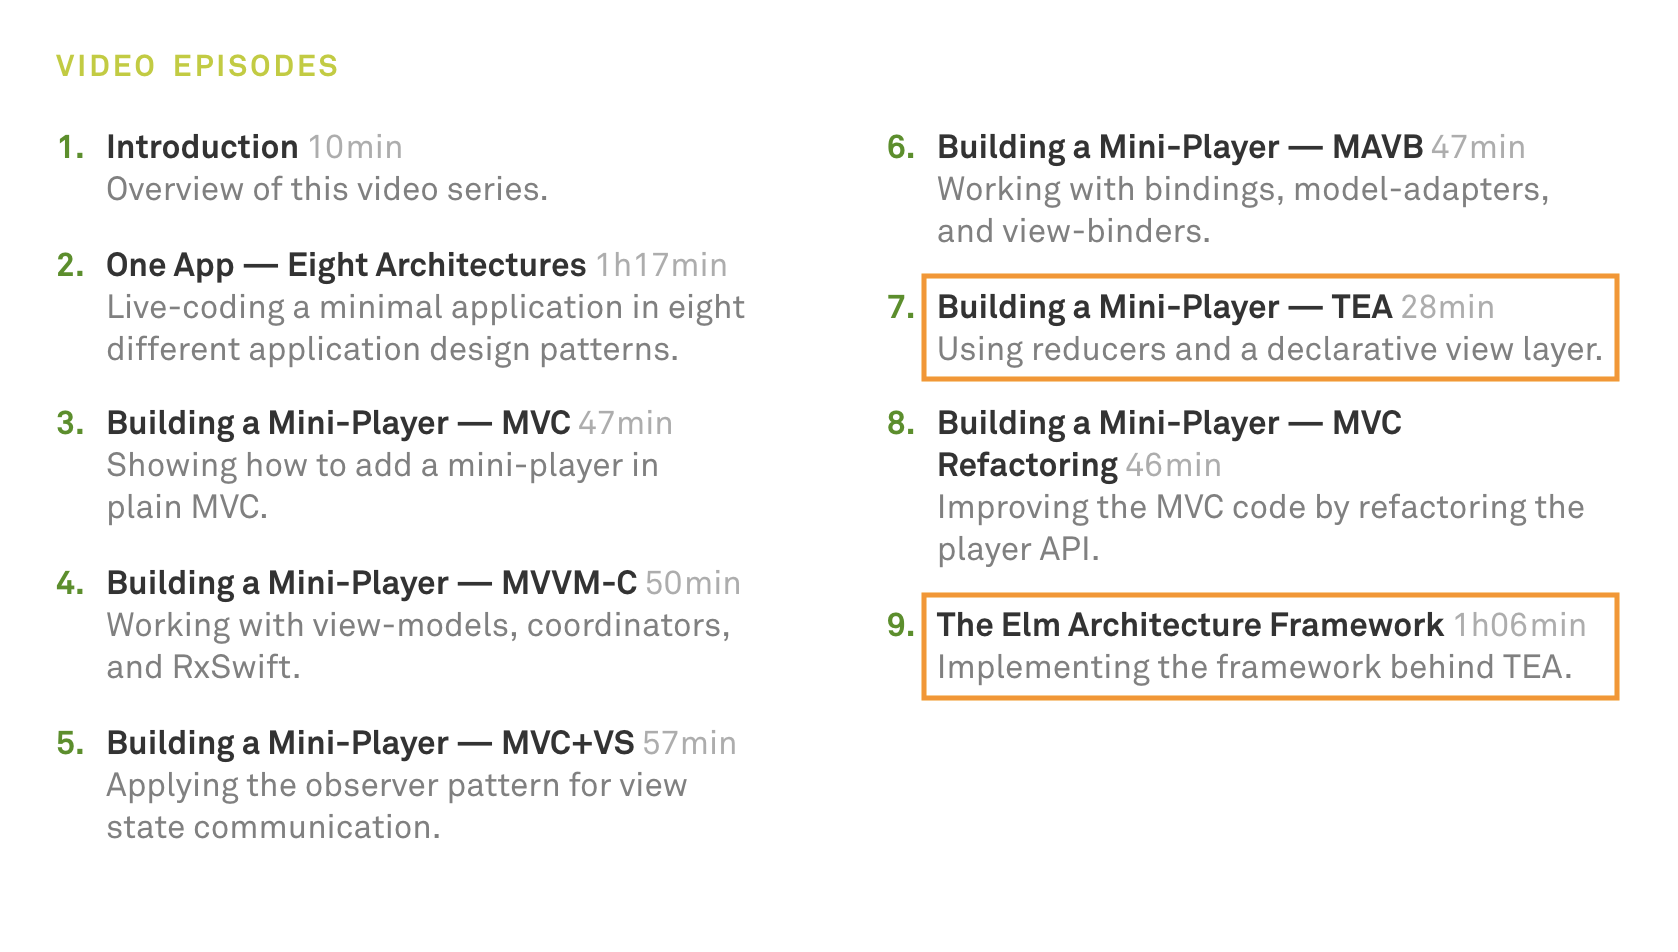 VIDEO EPISODES
1. Introduction 10min
Overview of this video series.
2. One App — Eight Architectures 1h17min
Live-coding a minimal application in eight
different application design patterns.
3. Building a Mini-Player — MVC 47min
Showing how to add a mini-player in
plain MVC.
4. Building a Mini-Player — MVVM-C 50min
Working with view-models, coordinators,
and RxSwift.
5. Building a Mini-Player — MVC+VS 57min
Applying the observer pattern for view
state communication.
6. Building a Mini-Player — MAVB 47min
Working with bindings, model-adapters,
and view-binders.
7. Building a Mini-Player — TEA 28min
Using reducers and a declarative view layer.
8. Building a Mini-Player — MVC
Refactoring 46min
Improving the MVC code by refactoring the
player API.
9. The Elm Architecture Framework 1h06min
Implementing the framework behind TEA.